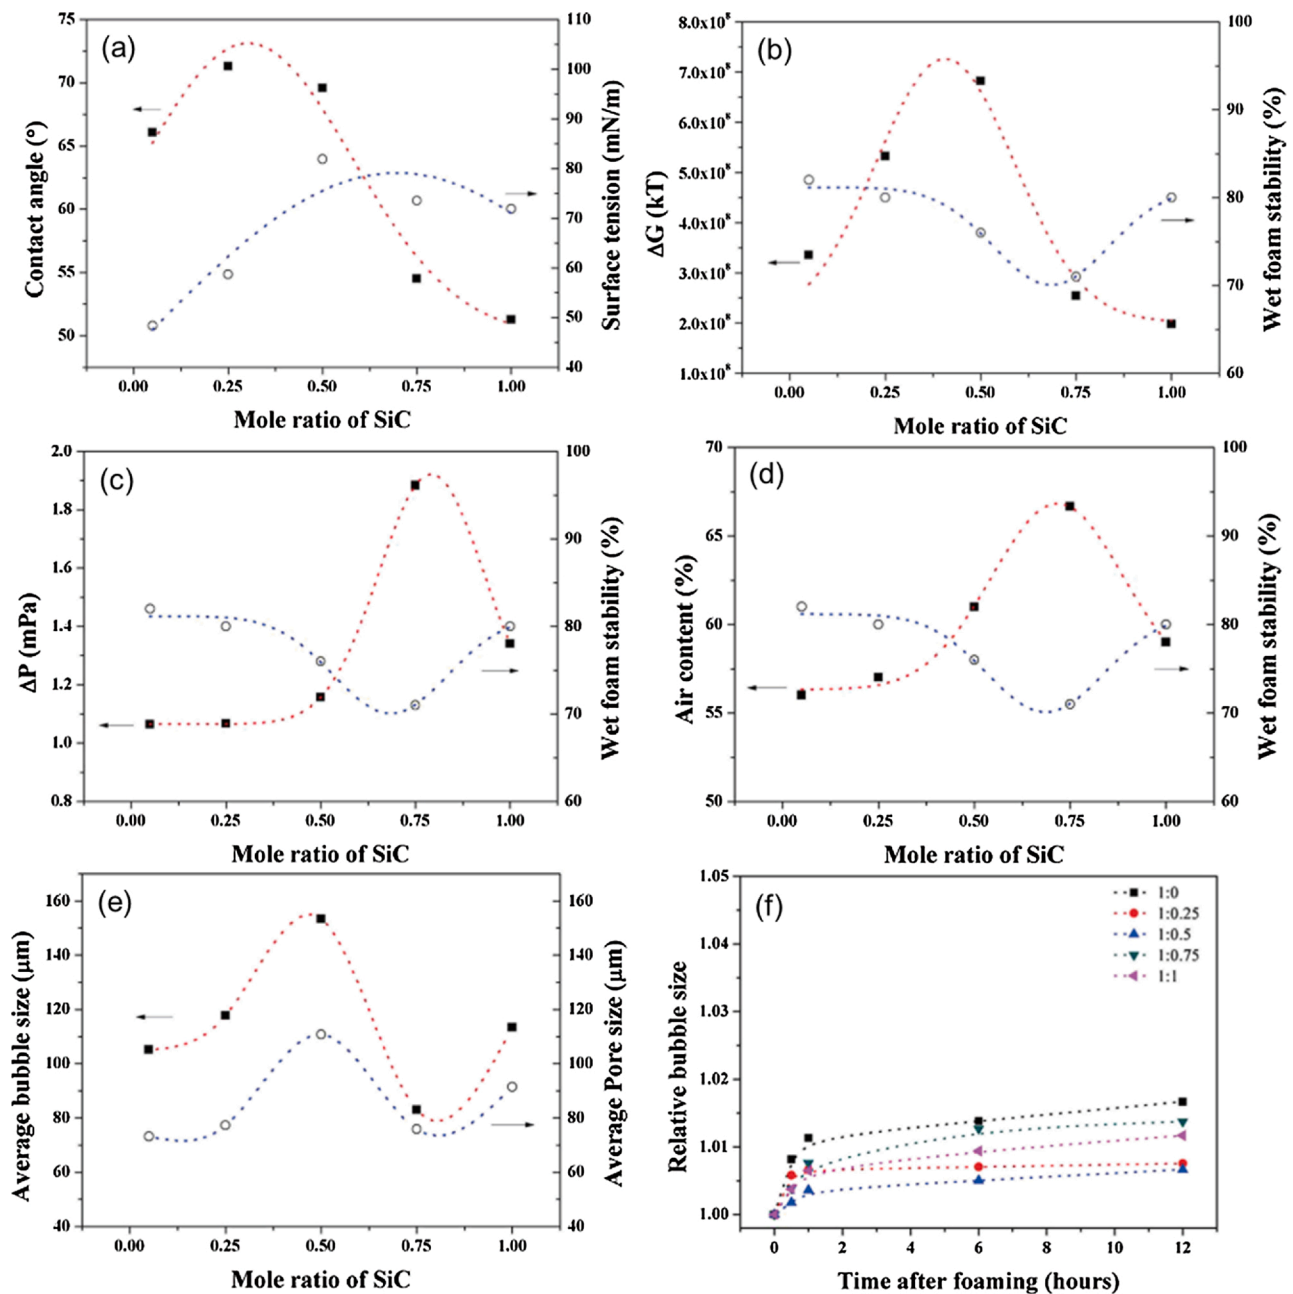 (a)
75
70
65
60
55
50
Contact angle (°)
110
100
90
80
70
60
50
40
Surface tension (mN/m)
0.00 0.25 0.50 0.75 1.00
Mole ratio of SiC
(b)
8.0x10⁸
7.0x10⁸
6.0x10⁸
5.0x10⁸
4.0x10⁸
3.0x10⁸
2.0x10⁸
1.0x10⁸
ΔG (kT)
100
90
80
70
60
Wet foam stability (%)
0.00 0.25 0.50 0.75 1.00
Mole ratio of SiC
(c)
2.0
1.8
1.6
1.4
1.2
1.0
0.8
ΔP (mPa)
100
90
80
70
60
Wet foam stability (%)
0.00 0.25 0.50 0.75 1.00
Mole ratio of SiC
(d)
70
65
60
55
50
Air content (%)
100
90
80
70
60
Wet foam stability (%)
0.00 0.25 0.50 0.75 1.00
Mole ratio of SiC
(e)
160
140
120
100
80
60
40
Average bubble size (μm)
160
140
120
100
80
60
40
Average Pore size (μm)
0.00 0.25 0.50 0.75 1.00
Mole ratio of SiC
(f)
1.05
1.04
1.03
1.02
1.01
1.00
Relative bubble size
1:0
1:0.25
1:0.5
1:0.75
1:1
0 2 4 6 8 10 12
Time after foaming (hours)